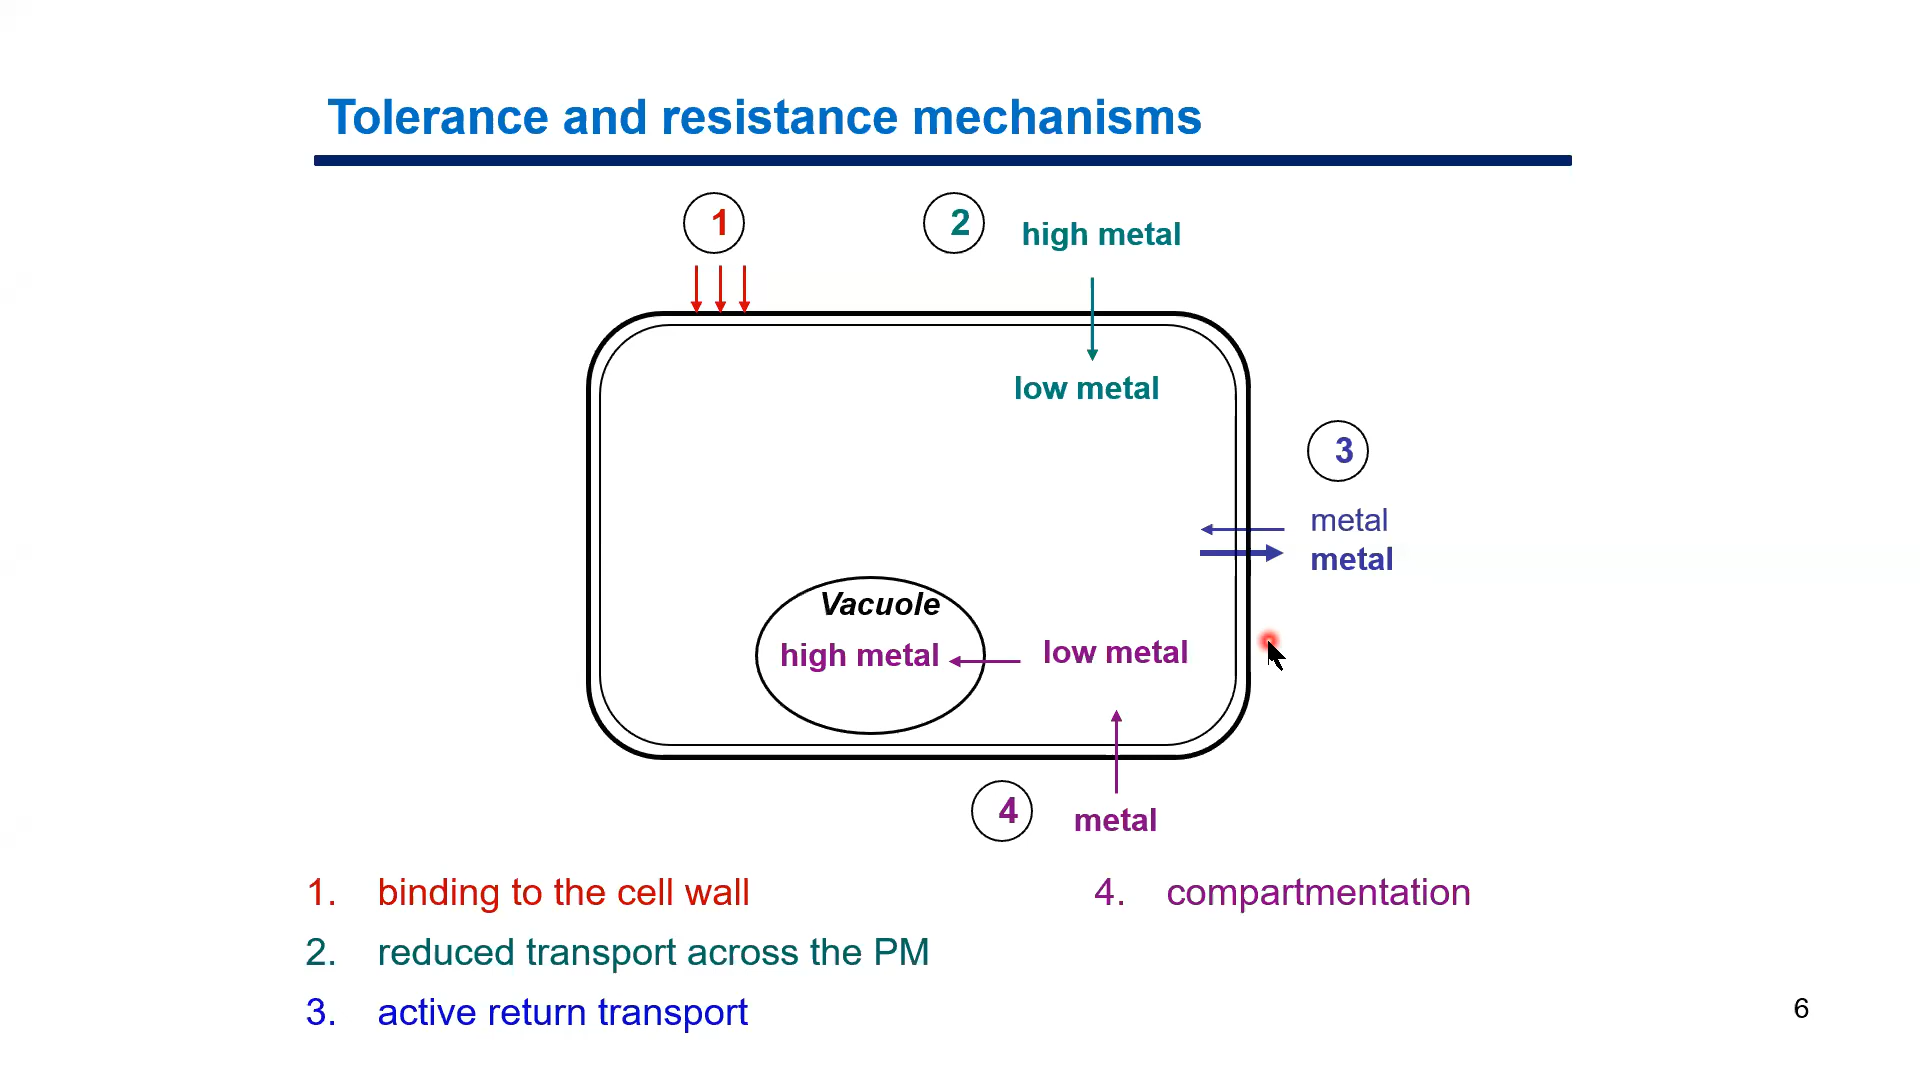 Tolerance and resistance mechanisms
1
2
high metal
low metal
3
metal
metal
Vacuole
high metal
low metal
4
metal
1. binding to the cell wall
2. reduced transport across the PM
3. active return transport
4. compartmentation
6